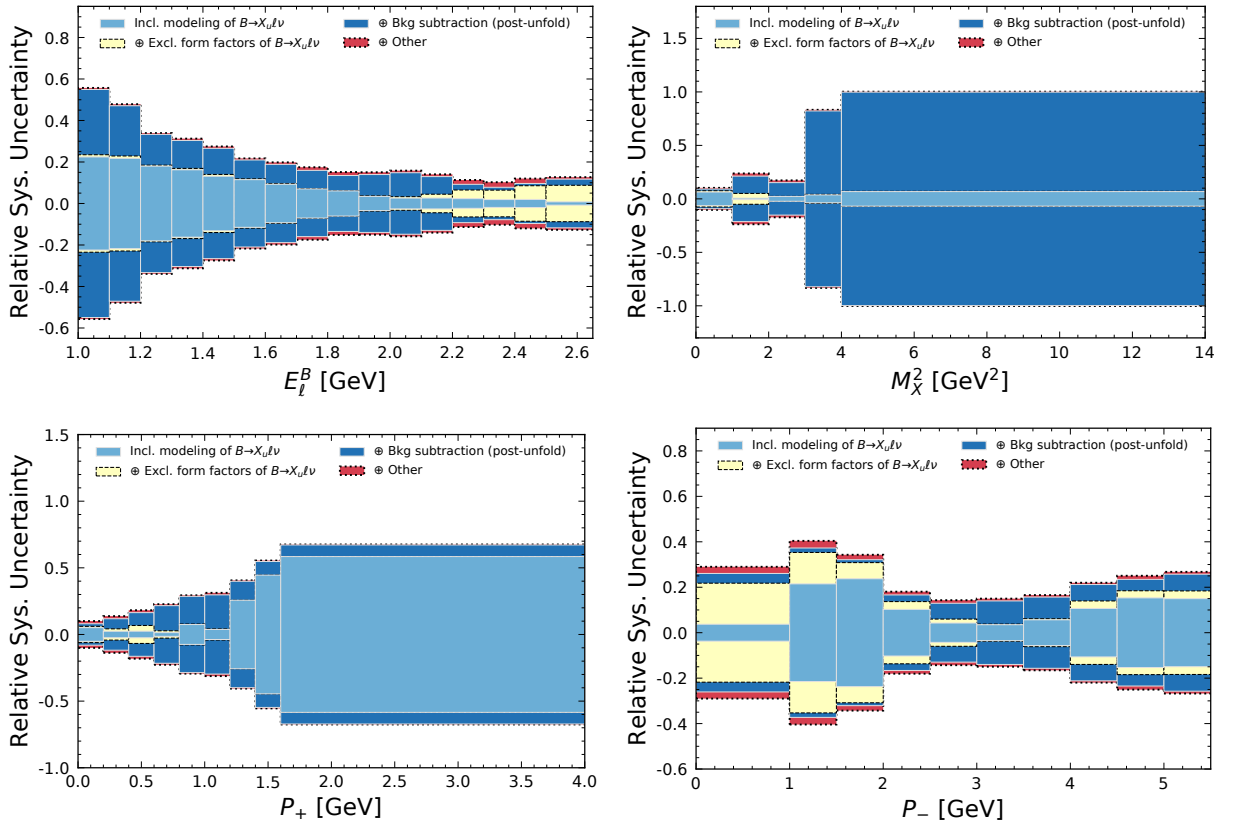 Incl. modeling of B→Xᵤℓν
⊕ Bkg subtraction (post-unfold)
⊕ Excl. form factors of B→Xᵤℓν
⊕ Other
Relative Sys. Uncertainty
0.8
0.6
0.4
0.2
0.0
-0.2
-0.4
-0.6
1.0 1.2 1.4 1.6 1.8 2.0 2.2 2.4 2.6
E_ℓ^B [GeV]
Incl. modeling of B→Xᵤℓν
⊕ Bkg subtraction (post-unfold)
⊕ Excl. form factors of B→Xᵤℓν
⊕ Other
Relative Sys. Uncertainty
1.5
1.0
0.5
0.0
-0.5
-1.0
0 2 4 6 8 10 12 14
M_X^2 [GeV²]
Incl. modeling of B→Xᵤℓν
⊕ Bkg subtraction (post-unfold)
⊕ Excl. form factors of B→Xᵤℓν
⊕ Other
Relative Sys. Uncertainty
1.5
1.0
0.5
0.0
-0.5
-1.0
0.0 0.5 1.0 1.5 2.0 2.5 3.0 3.5 4.0
P₊ [GeV]
Incl. modeling of B→Xᵤℓν
⊕ Bkg subtraction (post-unfold)
⊕ Excl. form factors of B→Xᵤℓν
⊕ Other
Relative Sys. Uncertainty
0.8
0.6
0.4
0.2
0.0
-0.2
-0.4
-0.6
0 1 2 3 4 5
P₋ [GeV]